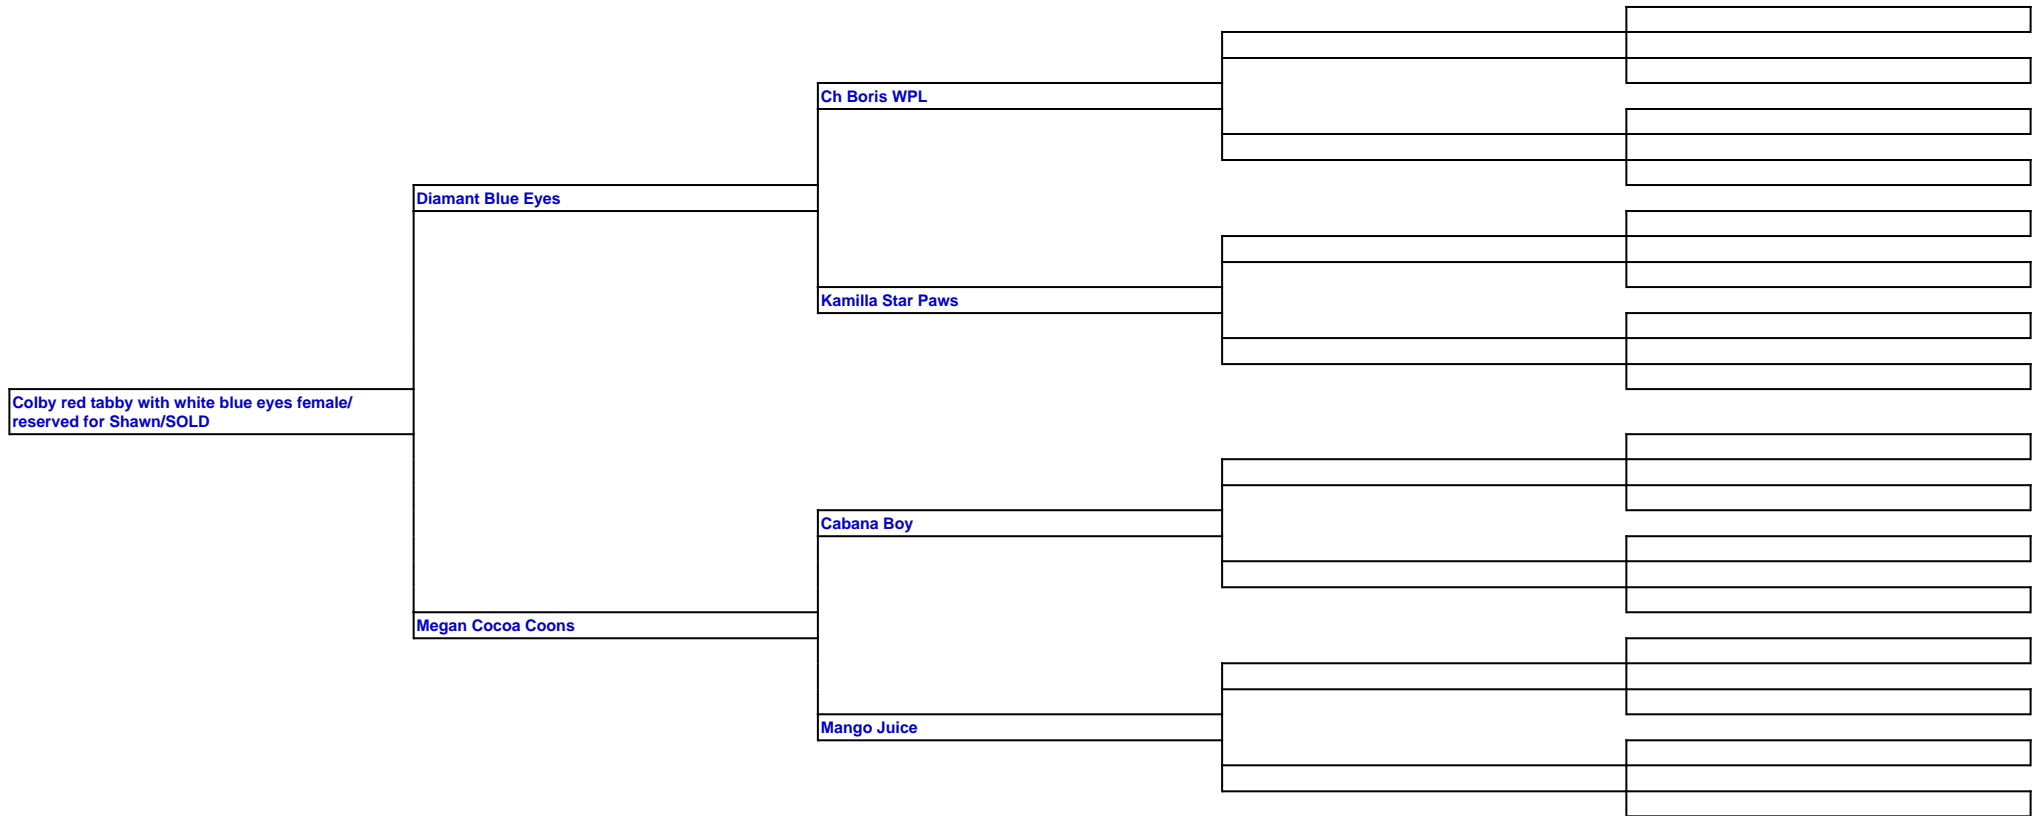 Ch Boris WPL
Diamant Blue Eyes
Kamilla Star Paws
Colby red tabby with white blue eyes female/
reserved for Shawn/SOLD
Cabana Boy
Megan Cocoa Coons
Mango Juice